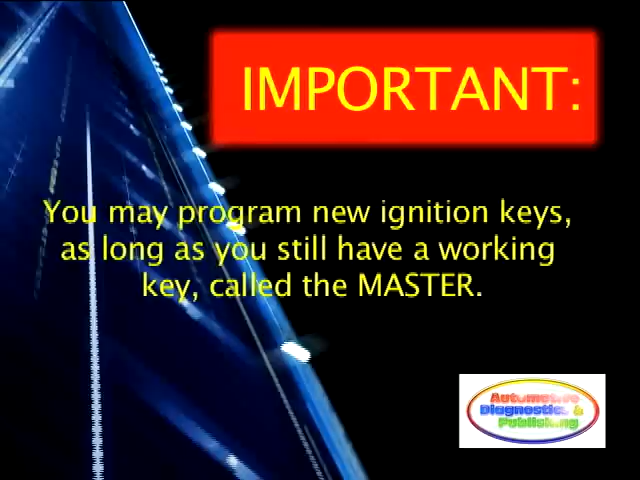 IMPORTANT:
You may program new ignition keys,
as long as you still have a working
key, called the MASTER.
Automotive
Diagnostics &
Publishing